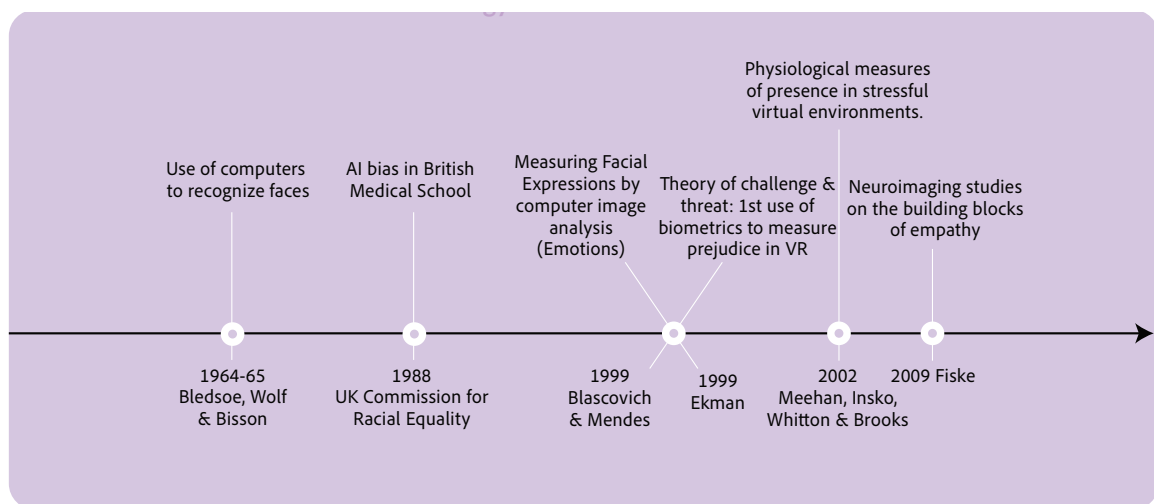 Physiological measures
of presence in stressful
virtual environments.
Use of computers
to recognize faces
AI bias in British
Medical School
Measuring Facial
Expressions by
computer image
analysis
(Emotions)
Theory of challenge &
threat: 1st use of
biometrics to measure
prejudice in VR
Neuroimaging studies
on the building blocks
of empathy
1964-65
Bledsoe, Wolf
& Bisson
1988
UK Commission for
Racial Equality
1999
Blascovich
& Mendes
1999
Ekman
2002
Meehan, Insko,
Whitton & Brooks
2009 Fiske